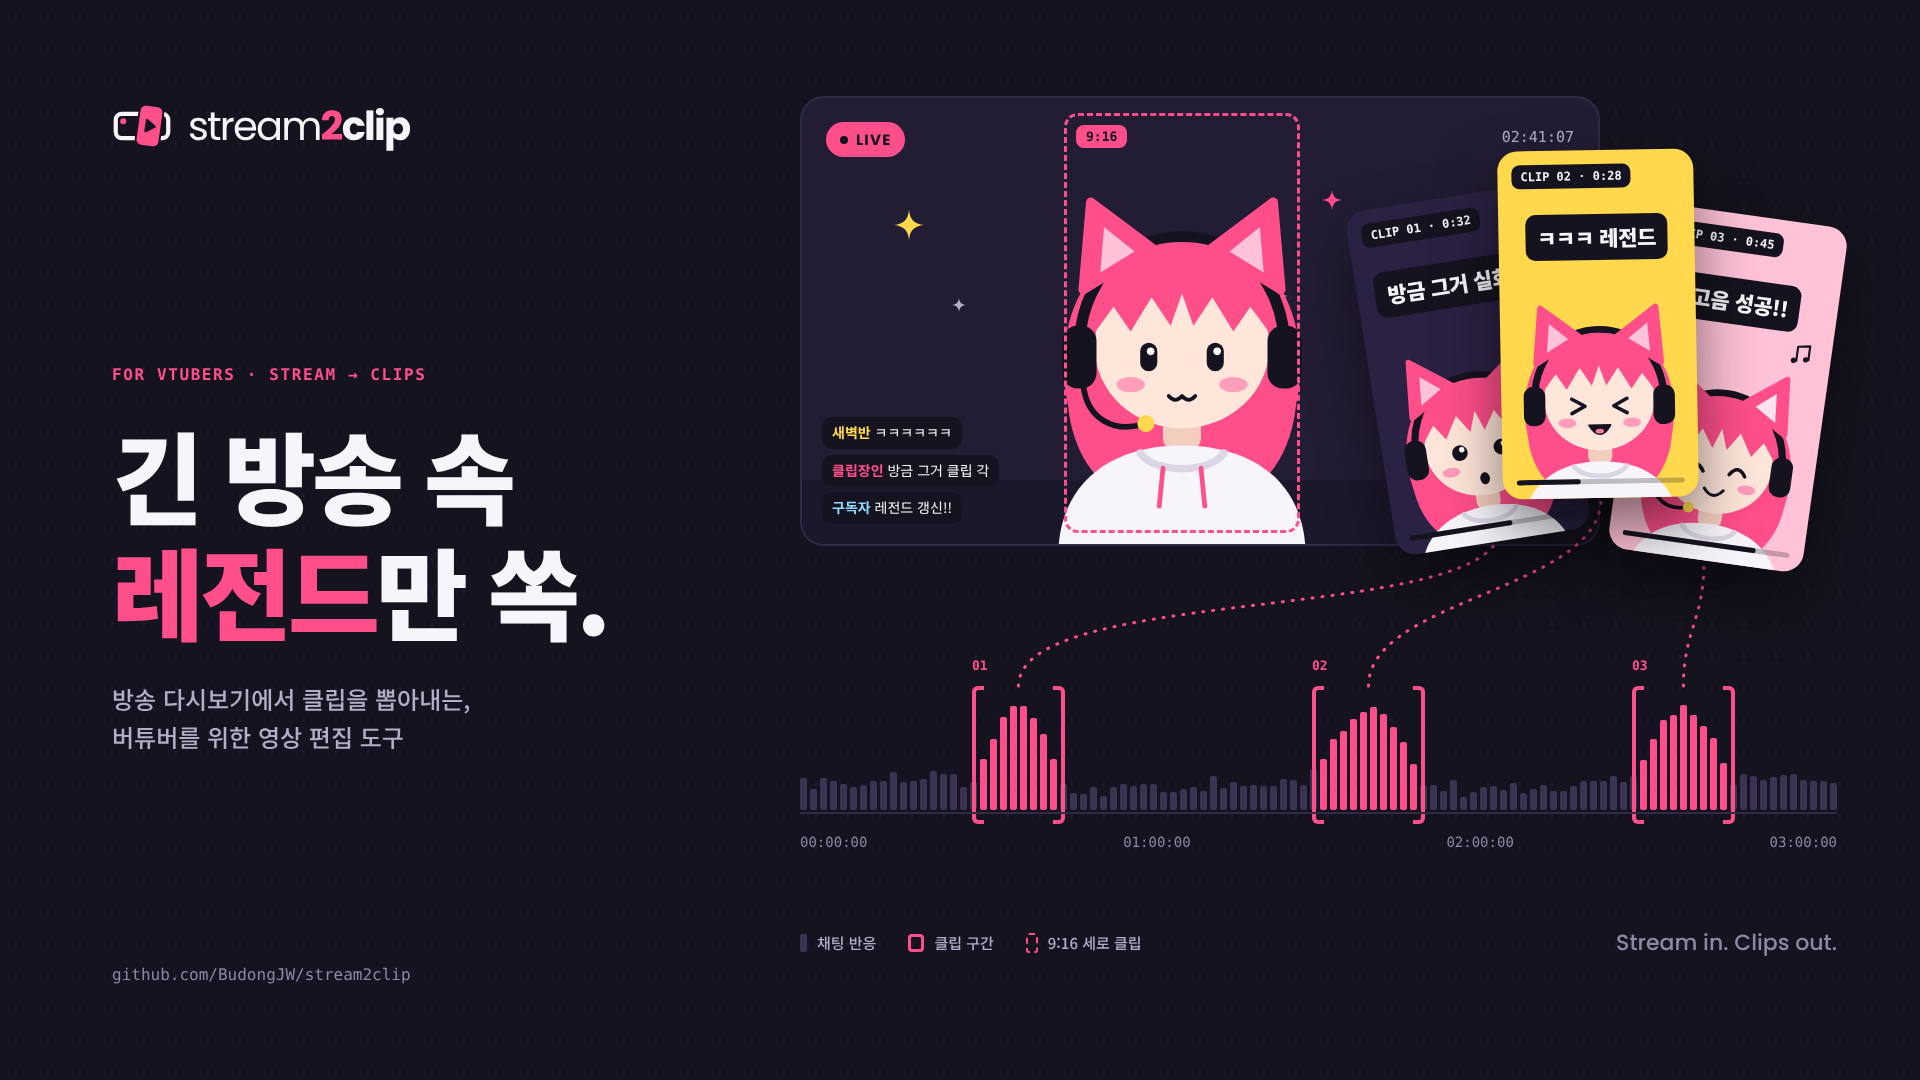 stream2clip
FOR VTUBERS · STREAM → CLIPS
긴 방송 속
레전드만 쏙.
방송 다시보기에서 클립을 뽑아내는,
버튜버를 위한 영상 편집 도구
github.com/BudongJW/stream2clip
LIVE
9:16
02:41:07
새벽반 ㅋㅋㅋㅋㅋㅋ
클립장인 방금 그거 클립 각
구독자 레전드 갱신!!
CLIP 01 · 0:32
방금 그거
CLIP 02 · 0:28
ㅋㅋㅋ 레전드
03 · 0:45
고음 성공!!
01
02
03
00:00:00
01:00:00
02:00:00
03:00:00
채팅 반응
클립 구간
9:16 세로 클립
Stream in. Clips out.